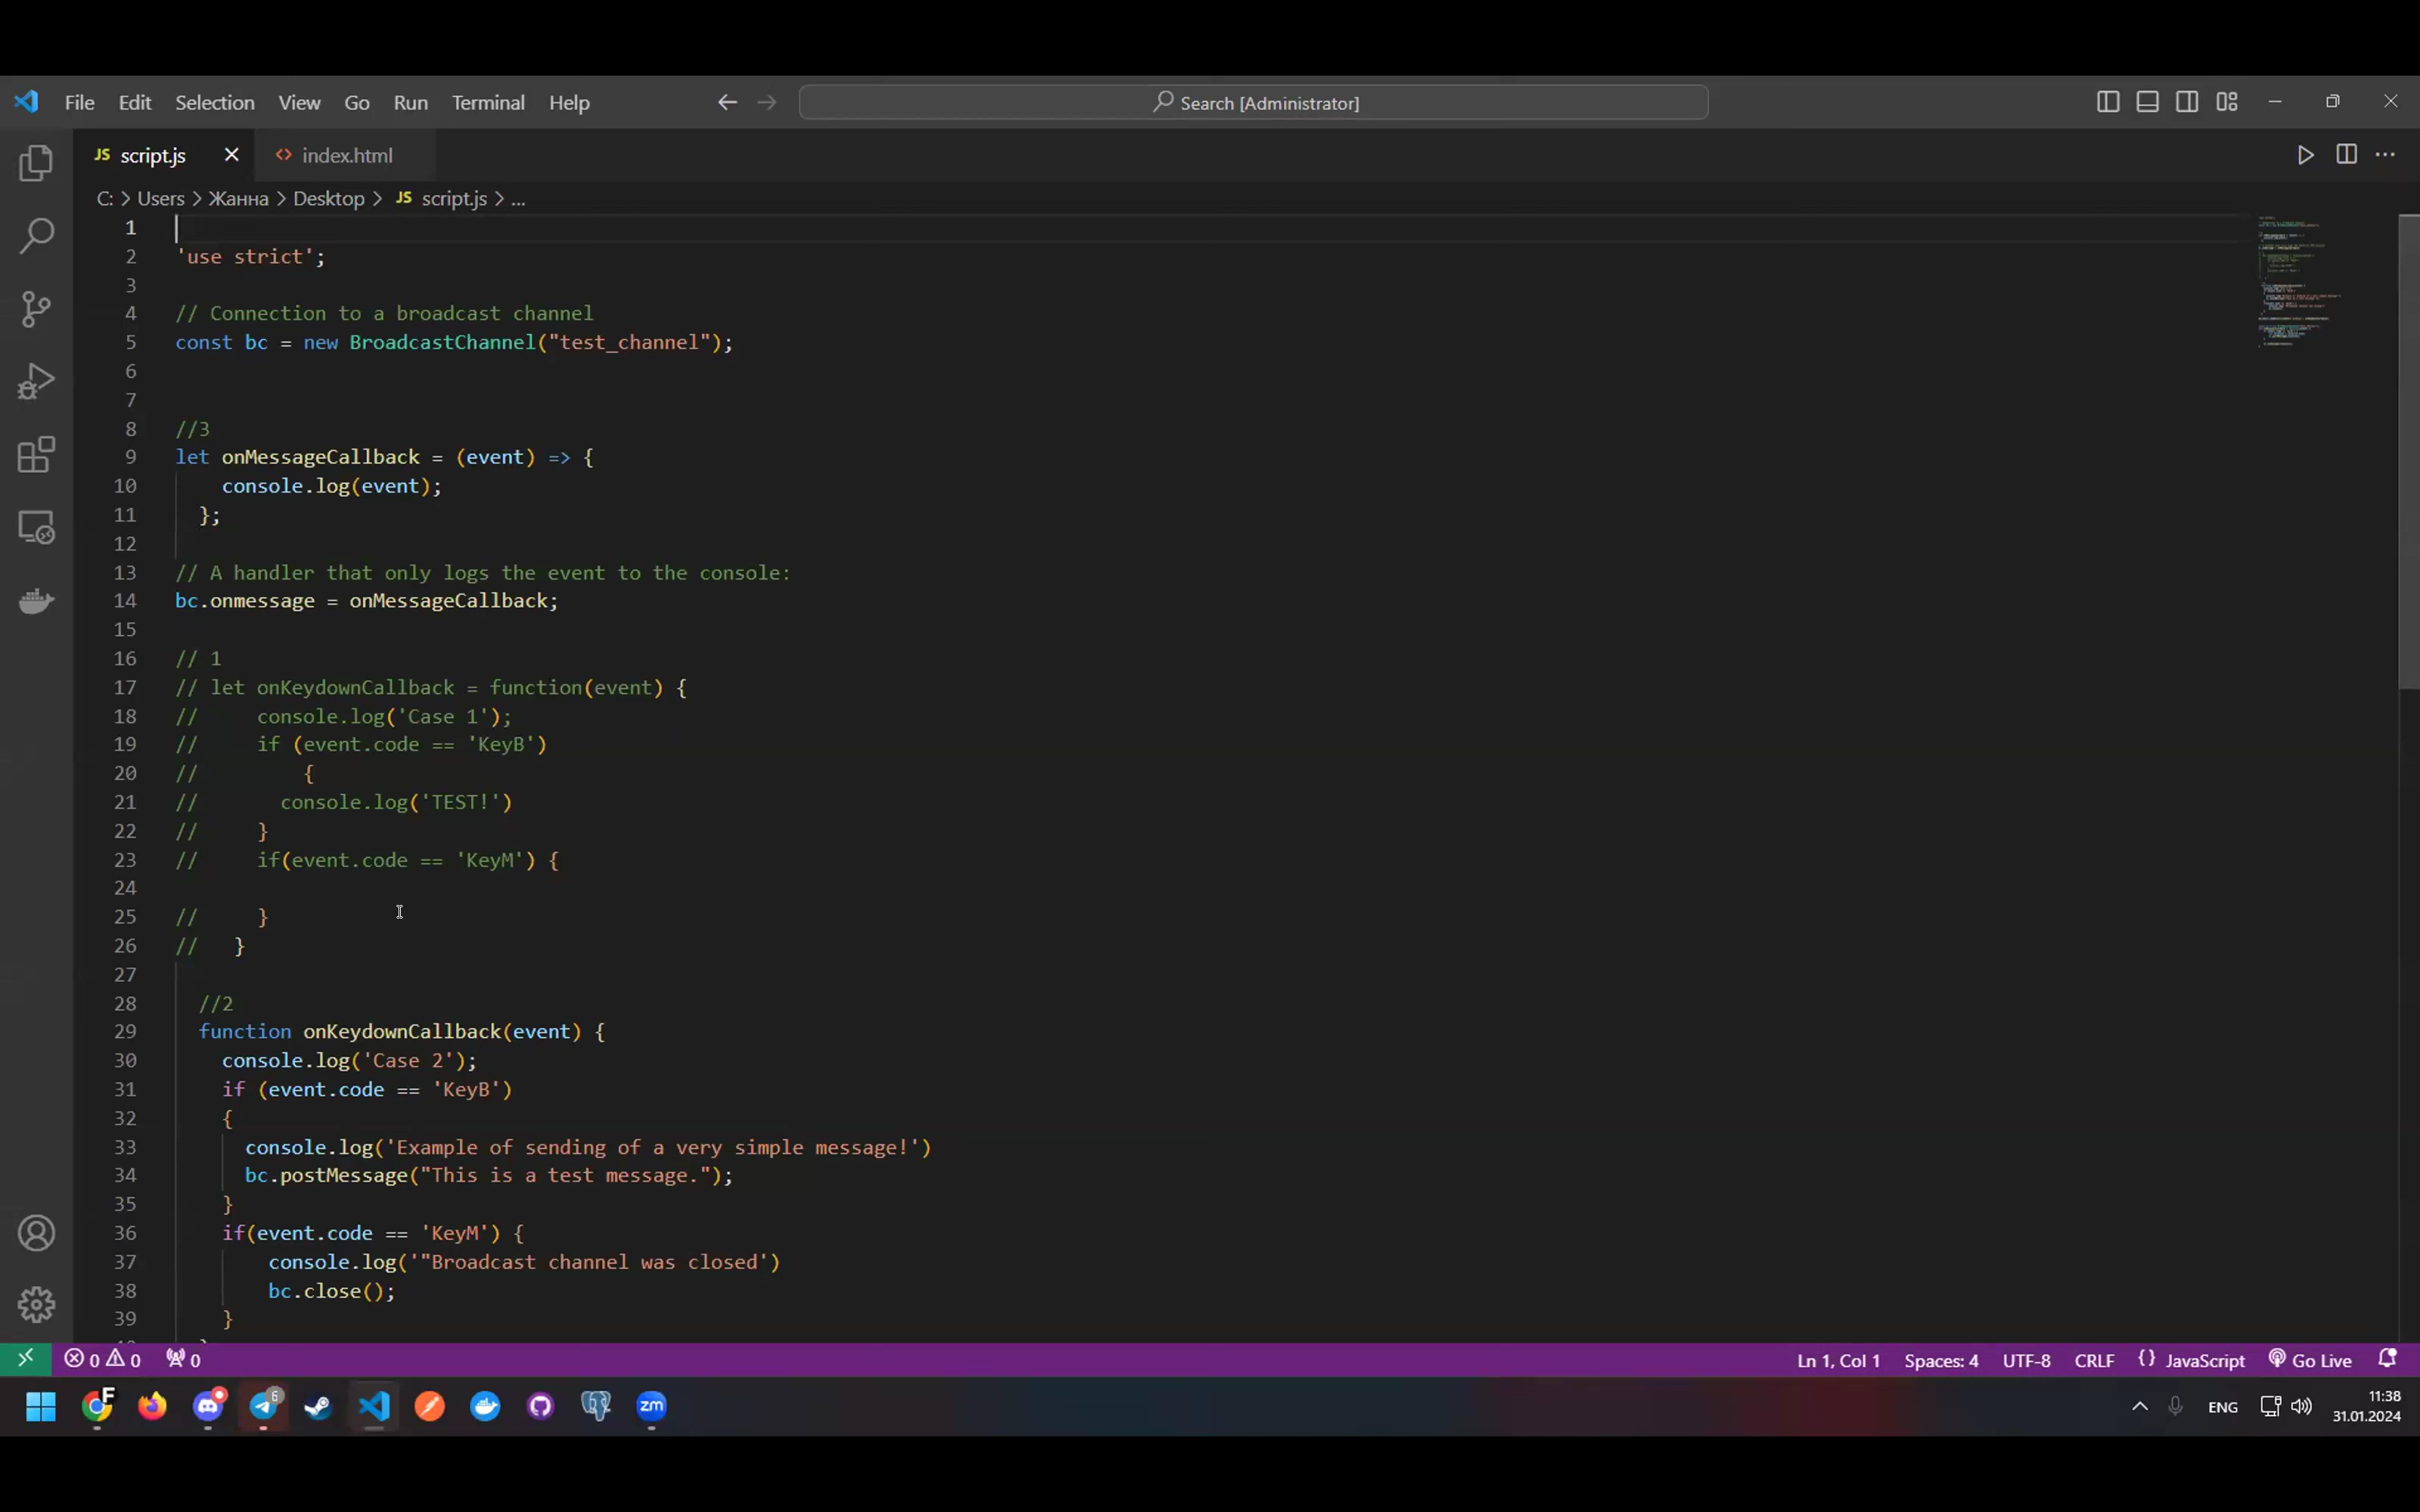 File Edit Selection View Go Run Terminal Help Search [Administrator]
JS script.js index.html
C: > Users > Жанна > Desktop > JS script.js > ...
1
2 'use strict';
3
4 // Connection to a broadcast channel
5 const bc = new BroadcastChannel("test_channel");
6
7
8 //3
9 let onMessageCallback = (event) => {
10 console.log(event);
11 };
12
13 // A handler that only logs the event to the console:
14 bc.onmessage = onMessageCallback;
15
16 // 1
17 // let onKeydownCallback = function(event) {
18 // console.log('Case 1');
19 // if (event.code == 'KeyB')
20 // {
21 // console.log('TEST!')
22 // }
23 // if(event.code == 'KeyM') {
24
25 // }
26 // }
27
28 //2
29 function onKeydownCallback(event) {
30 console.log('Case 2');
31 if (event.code == 'KeyB')
32 {
33 console.log('Example of sending of a very simple message!')
34 bc.postMessage("This is a test message.");
35 }
36 if(event.code == 'KeyM') {
37 console.log('"Broadcast channel was closed')
38 bc.close();
39 }
0 0 0 Ln 1, Col 1 Spaces: 4 UTF-8 CRLF {} JavaScript Go Live
F 6 zm ENG 11:38
31.01.2024